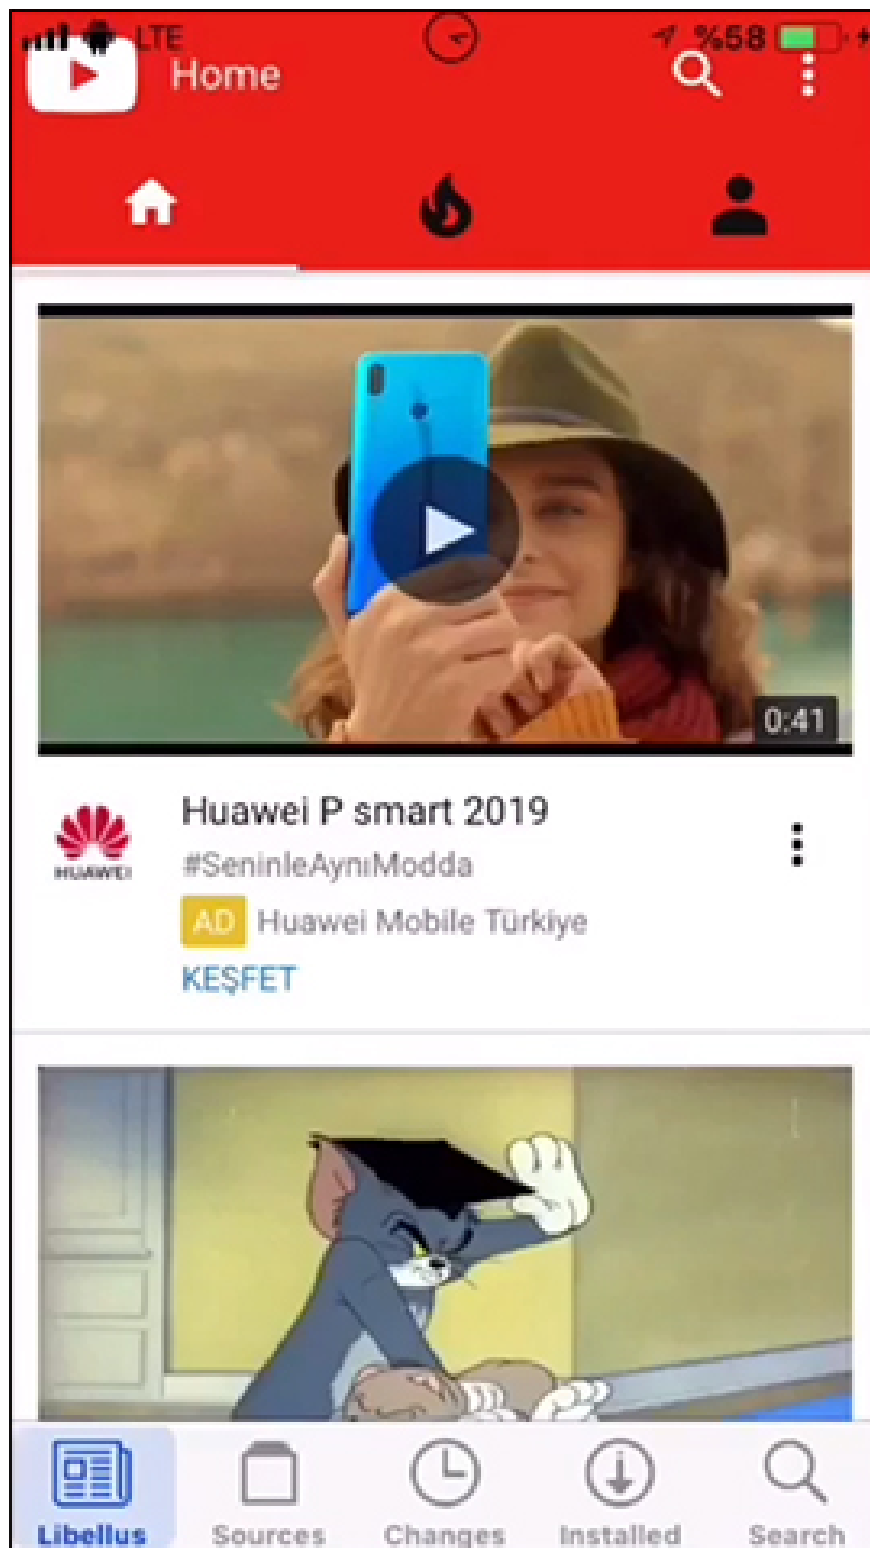 LTE
%58
Home
0:41
Huawei P smart 2019
#SeninleAynıModda
HUAWEI
AD Huawei Mobile Türkiye
KEŞFET
Libellus Sources Changes Installed Search